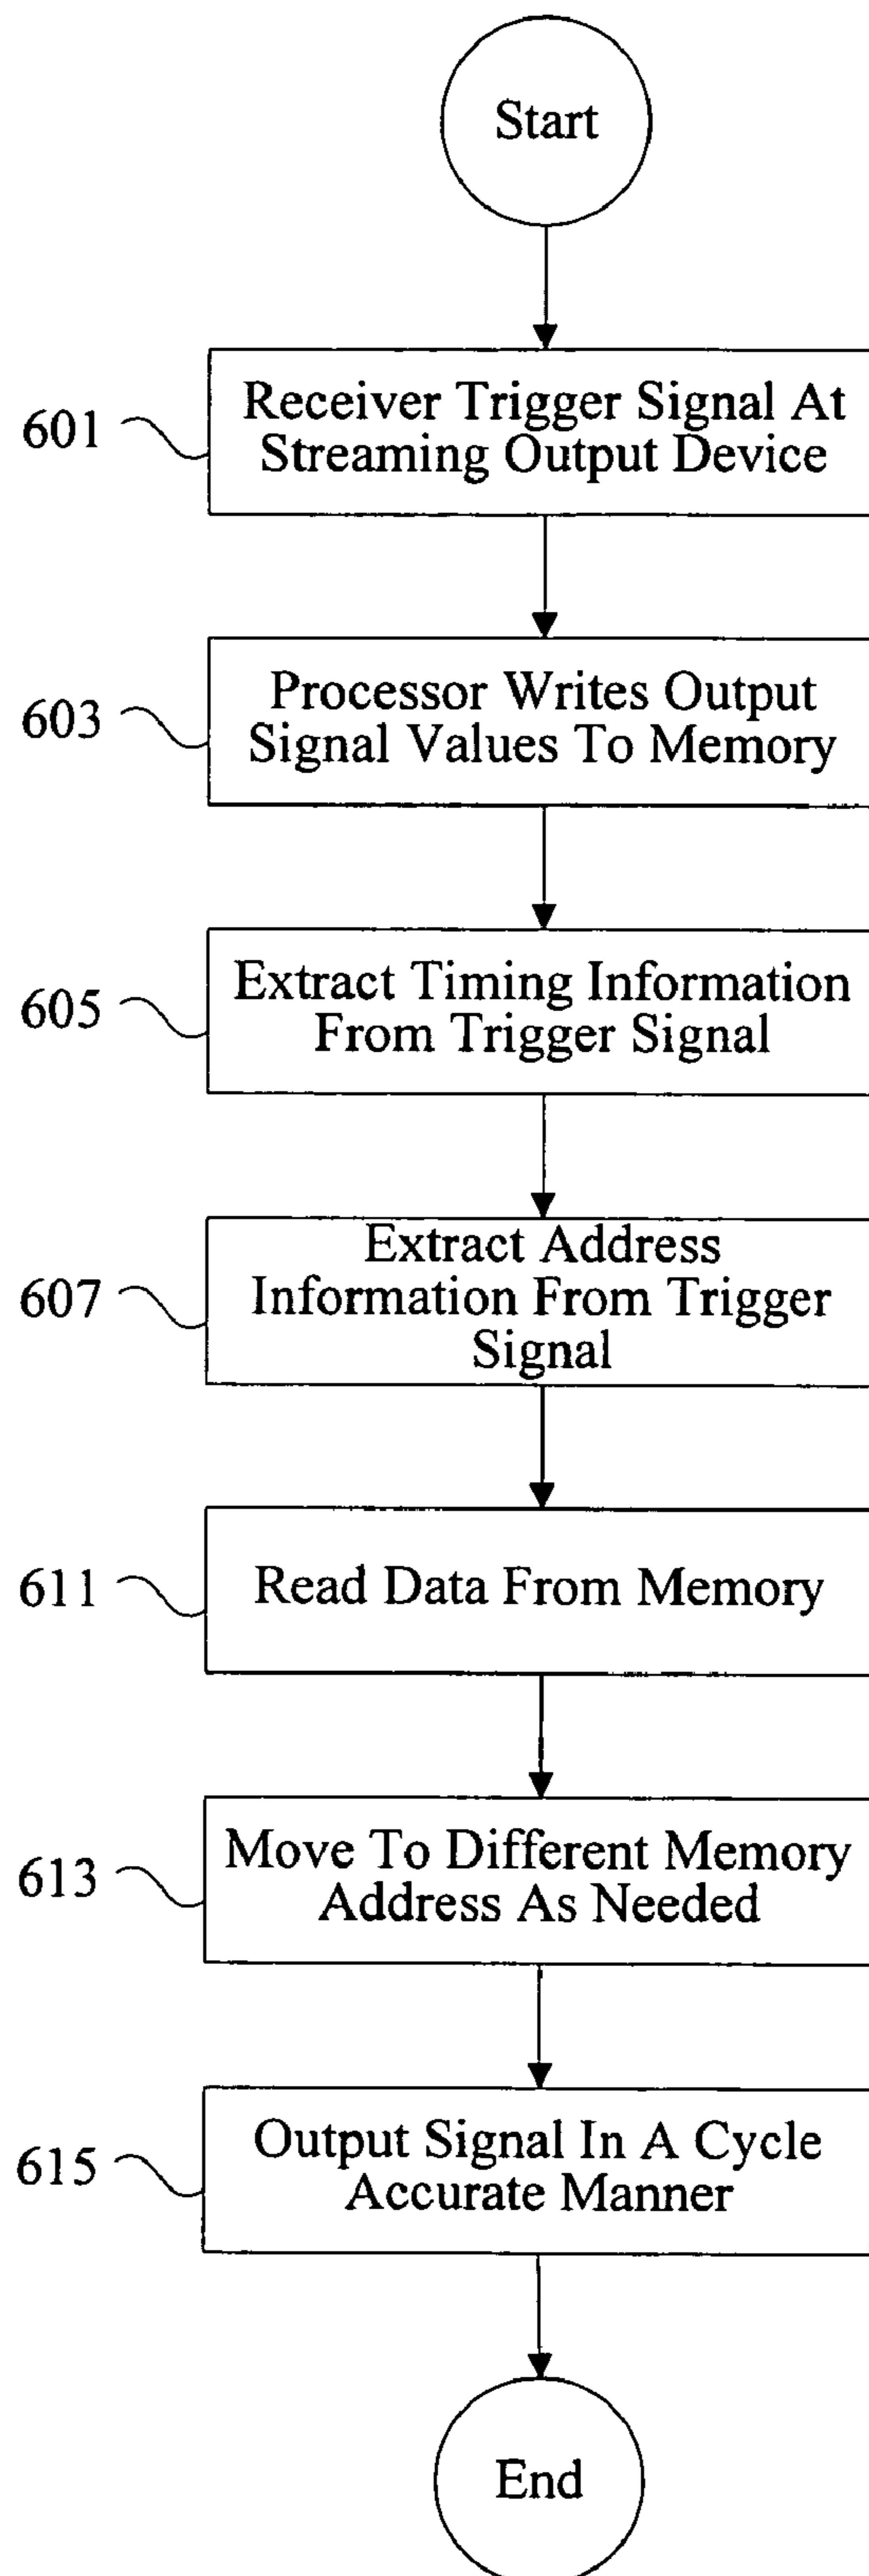 Start
601
Receiver Trigger Signal At
Streaming Output Device
603
Processor Writes Output
Signal Values To Memory
605
Extract Timing Information
From Trigger Signal
607
Extract Address
Information From Trigger
Signal
611
Read Data From Memory
613
Move To Different Memory
Address As Needed
615
Output Signal In A Cycle
Accurate Manner
End